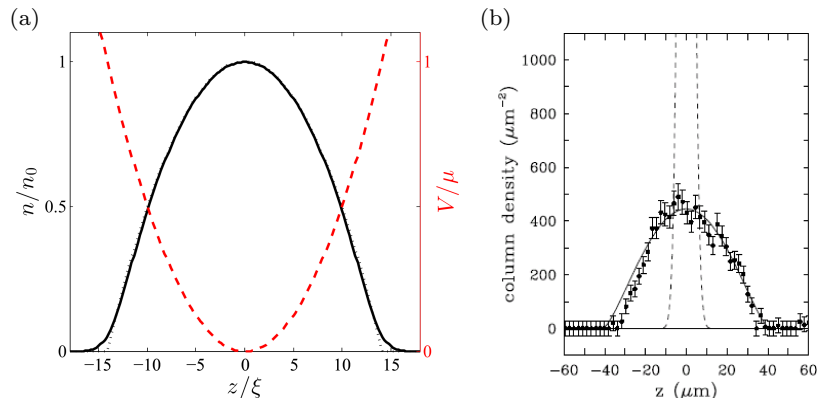 (a)
1
0.5
0
n/n₀
−15 −10 −5 0 5 10 15
z/ξ
1
0
V/μ
(b)
1000
800
600
400
200
0
column density (μm⁻²)
−60 −40 −20 0 20 40 60
z (μm)